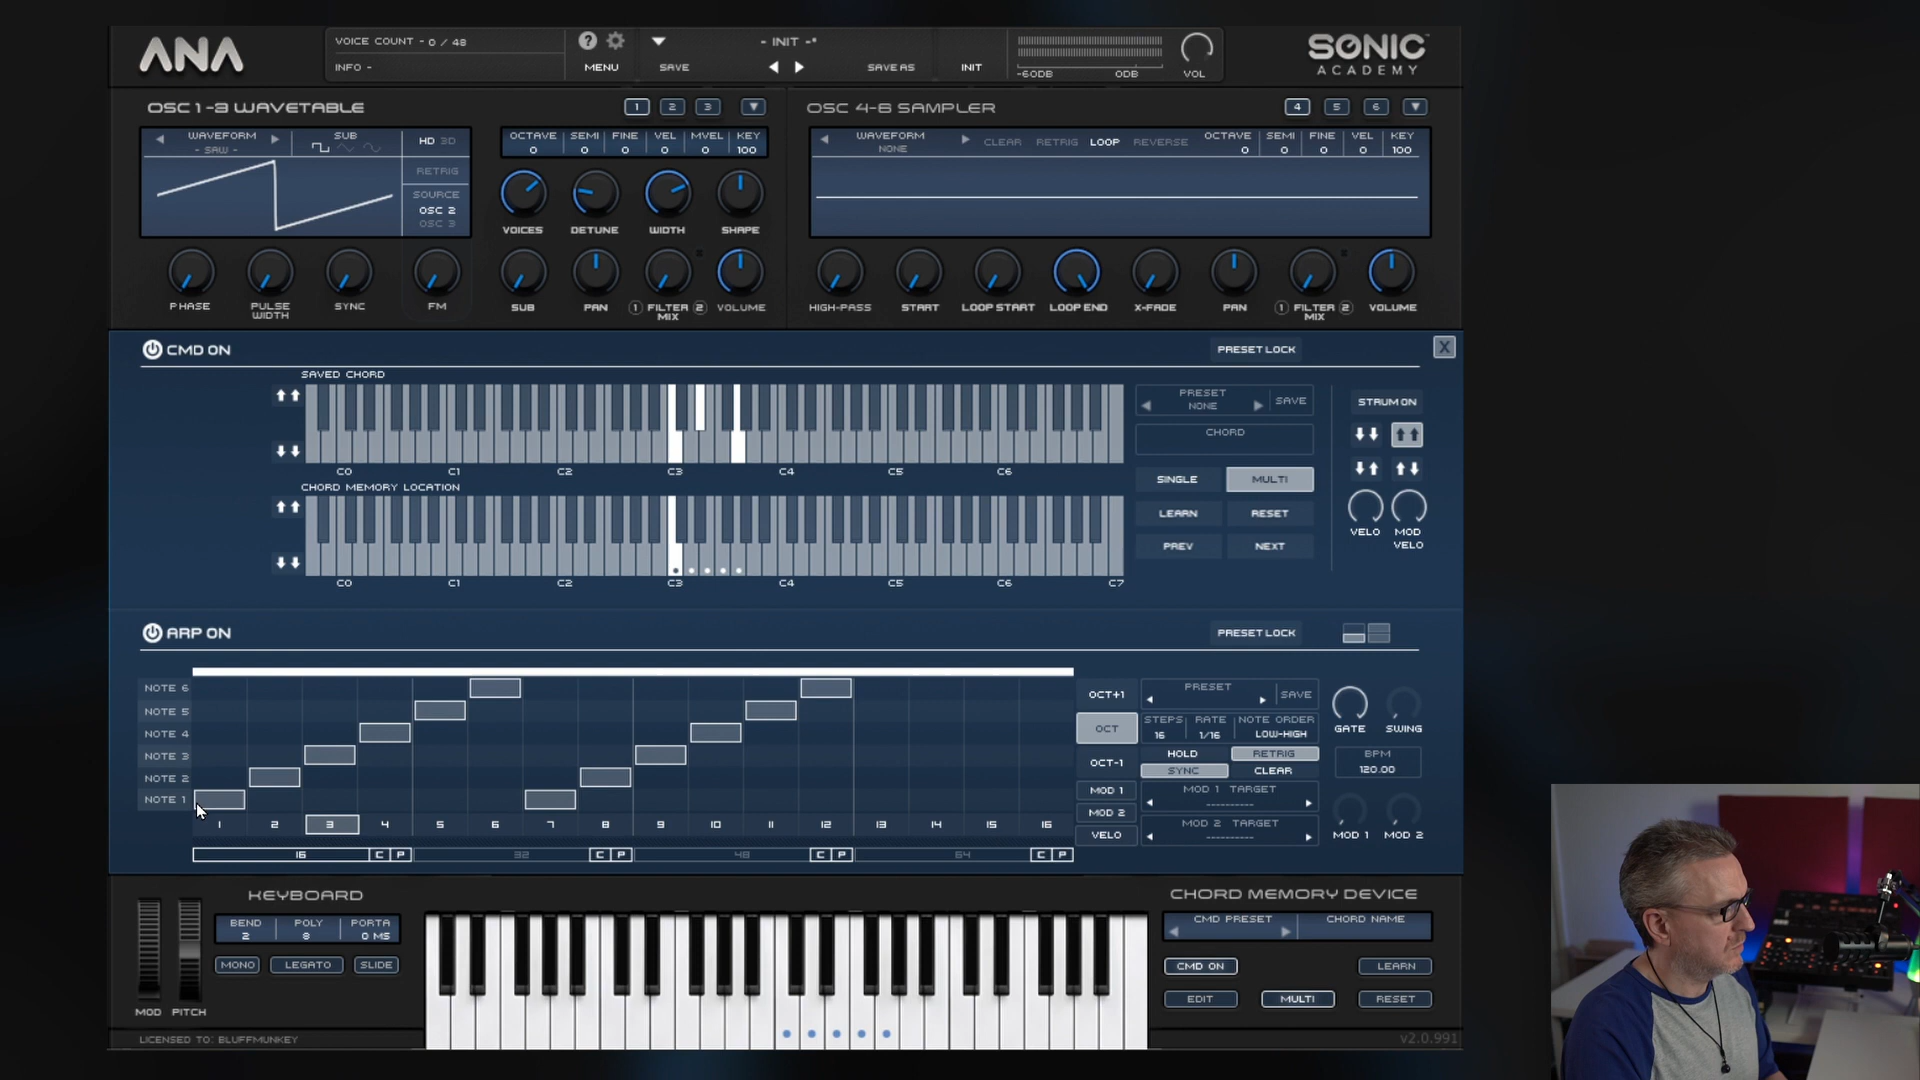 ANA
VOICE COUNT - 0 / 48
INFO -
? MENU
SAVE
- INIT -*
SAVE AS
INIT
-60DB 0DB
VOL
SONIC
ACADEMY
OSC 1-3 WAVETABLE
1 2 3
OSC 4-6 SAMPLER
4 5 6
WAVEFORM
- SAW -
SUB
HD 3D
RETRIG
SOURCE
OSC 2
OSC 3
OCTAVE SEMI FINE VEL MVEL KEY
0 0 0 0 0 100
WAVEFORM
NONE
CLEAR RETRIG LOOP REVERSE
OCTAVE SEMI FINE VEL KEY
0 0 0 0 100
VOICES DETUNE WIDTH SHAPE
PHASE PULSE WIDTH SYNC FM
SUB PAN 1 FILTER MIX 2 VOLUME
HIGH-PASS START LOOP START LOOP END X-FADE PAN 1 FILTER MIX 2 VOLUME
CMD ON
PRESET LOCK
X
SAVED CHORD
C0 C1 C2 C3 C4 C5 C6
CHORD MEMORY LOCATION
C0 C1 C2 C3 C4 C5 C6 C7
PRESET
NONE
SAVE
CHORD
SINGLE MULTI
LEARN RESET
PREV NEXT
STRUM ON
VELO MOD VELO
ARP ON
PRESET LOCK
NOTE 6
NOTE 5
NOTE 4
NOTE 3
NOTE 2
NOTE 1
1 2 3 4 5 6 7 8 9 10 11 12 13 14 15 16
16 C P 32 C P 48 C P 64 C P
OCT+1
OCT
OCT-1
MOD 1
MOD 2
VELO
PRESET
SAVE
STEPS RATE NOTE ORDER
16 1/16 LOW-HIGH
HOLD RETRIG
SYNC CLEAR
MOD 1 TARGET
----------
MOD 2 TARGET
----------
GATE SWING
BPM
120.00
MOD 1 MOD 2
KEYBOARD
BEND POLY PORTA
2 8 0 MS
MONO LEGATO SLIDE
MOD PITCH
LICENSED TO: BLUFFMUNKEY
CHORD MEMORY DEVICE
CMD PRESET CHORD NAME
CMD ON LEARN
EDIT MULTI RESET
V2.0.991